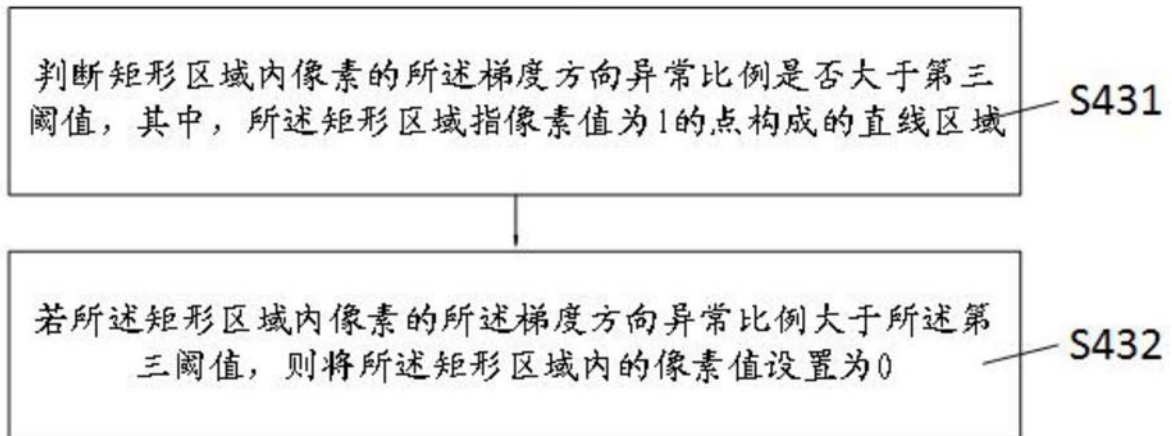 判断矩形区域内像素的所述梯度方向异常比例是否大于第三
阈值，其中，所述矩形区域指像素值为1的点构成的直线区域
S431
若所述矩形区域内像素的所述梯度方向异常比例大于所述第
三阈值，则将所述矩形区域内的像素值设置为0
S432